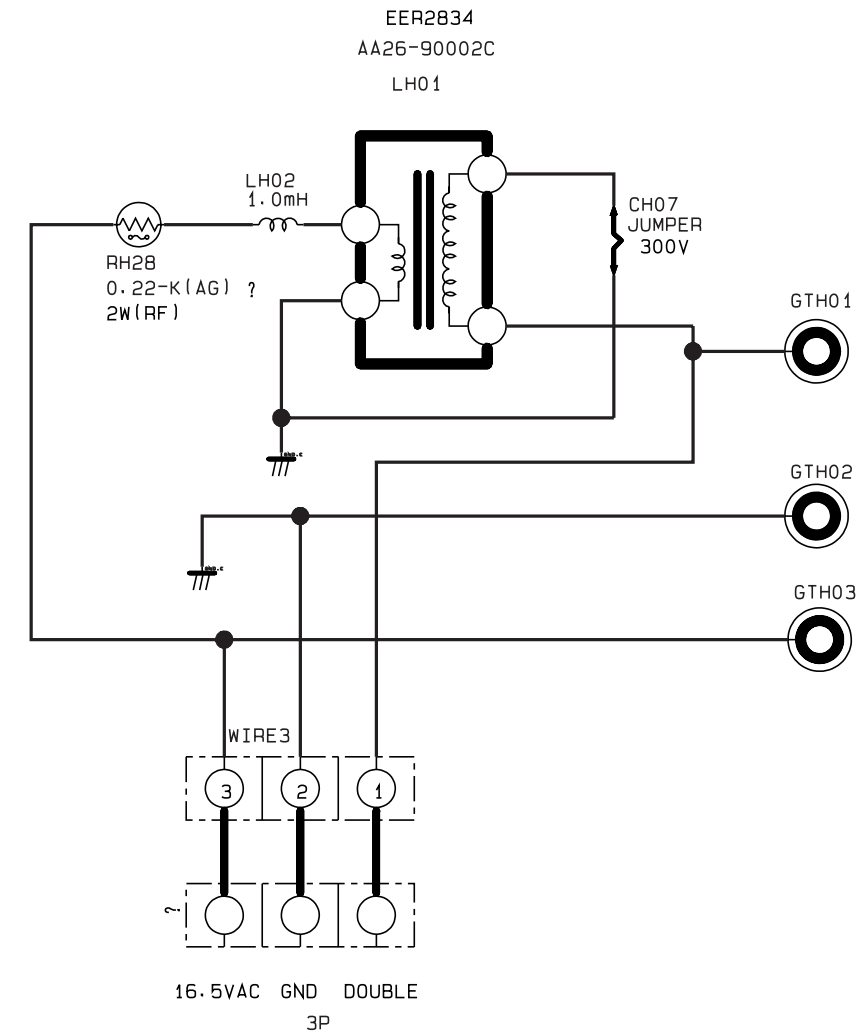 EER2834
AA26-90002C
LH01
LH02
1.0mH
RH28
0.22-K(AG) ?
2W(RF)
CH07
JUMPER
300V
GTH01
GTH02
GTH03
WIRE3
3 2 1
?
16.5VAC GND DOUBLE
3P